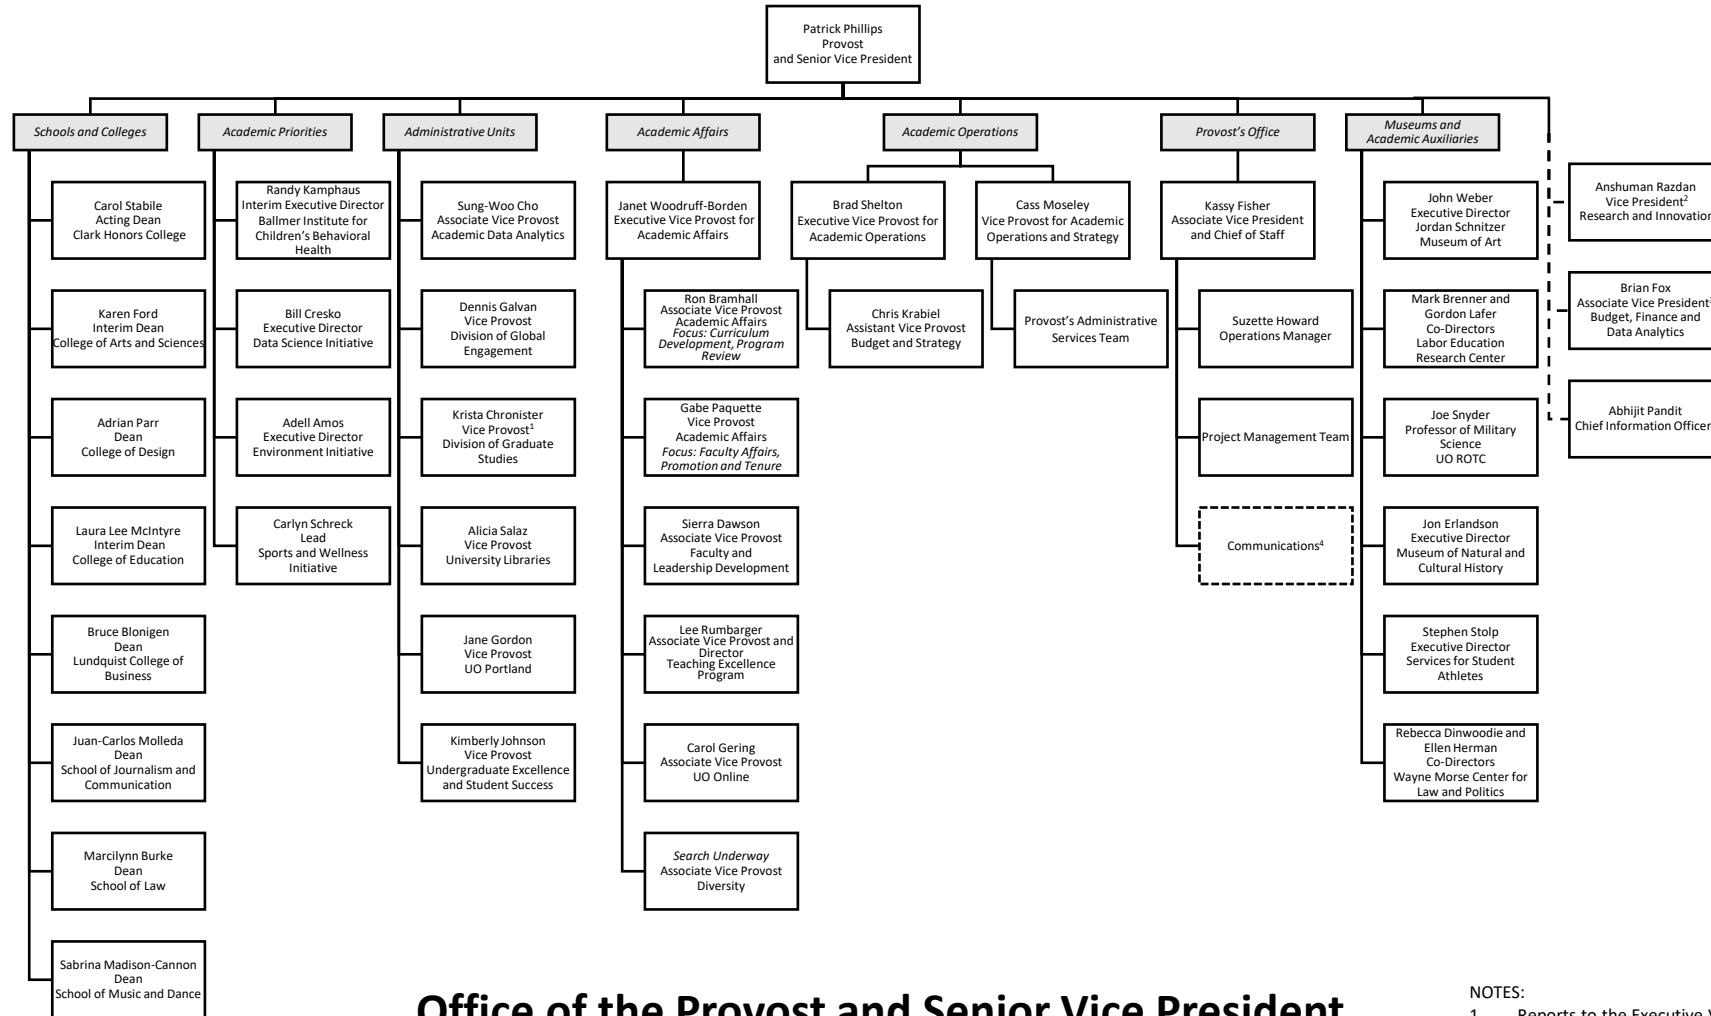 Patrick Phillips
Provost
and Senior Vice President
Schools and Colleges
Carol Stabile
Acting Dean
Clark Honors College
Karen Ford
Interim Dean
College of Arts and Sciences
Adrian Parr
Dean
College of Design
Laura Lee McIntyre
Interim Dean
College of Education
Bruce Blonigen
Dean
Lundquist College of
Business
Juan-Carlos Molleda
Dean
School of Journalism and
Communication
Marcilynn Burke
Dean
School of Law
Sabrina Madison-Cannon
Dean
School of Music and Dance
Academic Priorities
Randy Kamphaus
Interim Executive Director
Ballmer Institute for
Children’s Behavioral
Health
Bill Cresko
Executive Director
Data Science Initiative
Adell Amos
Executive Director
Environment Initiative
Carlyn Schreck
Lead
Sports and Wellness
Initiative
Administrative Units
Sung-Woo Cho
Associate Vice Provost
Academic Data Analytics
Dennis Galvan
Vice Provost
Division of Global
Engagement
Krista Chronister
Vice Provost¹
Division of Graduate
Studies
Alicia Salaz
Vice Provost
University Libraries
Jane Gordon
Vice Provost
UO Portland
Kimberly Johnson
Vice Provost
Undergraduate Excellence
and Student Success
Academic Affairs
Janet Woodruff-Borden
Executive Vice Provost for
Academic Affairs
Ron Bramhall
Associate Vice Provost
Academic Affairs
Focus: Curriculum
Development, Program
Review
Gabe Paquette
Vice Provost
Academic Affairs
Focus: Faculty Affairs,
Promotion and Tenure
Sierra Dawson
Associate Vice Provost
Faculty and
Leadership Development
Lee Rumbarger
Associate Vice Provost and
Director
Teaching Excellence
Program
Carol Gering
Associate Vice Provost
UO Online
Search Underway
Associate Vice Provost
Diversity
Academic Operations
Brad Shelton
Executive Vice Provost for
Academic Operations
Chris Krabiel
Assistant Vice Provost
Budget and Strategy
Cass Moseley
Vice Provost for Academic
Operations and Strategy
Provost’s Administrative
Services Team
Provost’s Office
Kassy Fisher
Associate Vice President
and Chief of Staff
Suzette Howard
Operations Manager
Project Management Team
Communications⁴
Museums and
Academic Auxiliaries
John Weber
Executive Director
Jordan Schnitzer
Museum of Art
Mark Brenner and
Gordon Lafer
Co-Directors
Labor Education
Research Center
Joe Snyder
Professor of Military
Science
UO ROTC
Jon Erlandson
Executive Director
Museum of Natural and
Cultural History
Stephen Stolp
Executive Director
Services for Student
Athletes
Rebecca Dinwoodie and
Ellen Herman
Co-Directors
Wayne Morse Center for
Law and Politics
Anshuman Razdan
Vice President²
Research and Innovation
Brian Fox
Associate Vice President
Budget, Finance and
Data Analytics
Abhijit Pandit
Chief Information Officer
Office of the Provost and Senior Vice President
NOTES:
1. Reports to the Executive